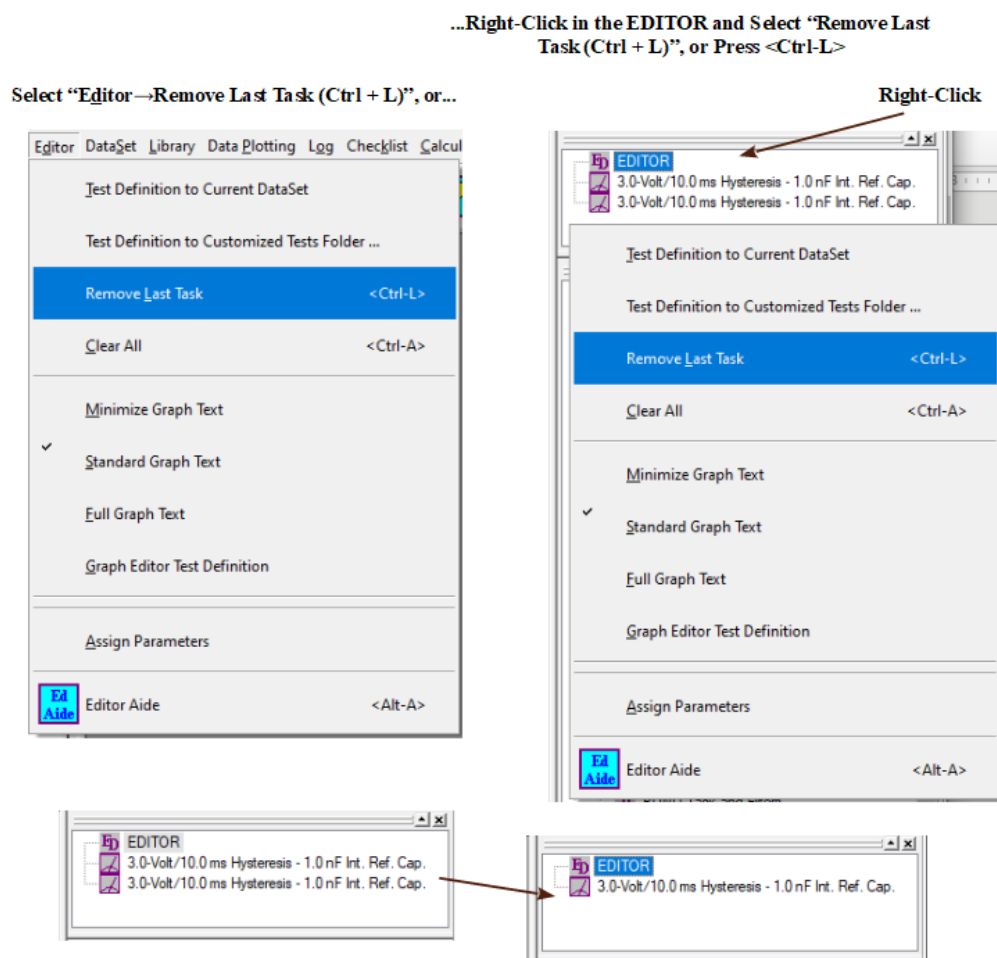 ...Right-Click in the EDITOR and Select “Remove Last
Task (Ctrl + L)”, or Press <Ctrl-L>
Select “Editor→Remove Last Task (Ctrl + L)”, or...
Right-Click
Editor DataSet Library Data Plotting Log Checklist Calcul
Test Definition to Current DataSet
Test Definition to Customized Tests Folder ...
Remove Last Task <Ctrl-L>
Clear All <Ctrl-A>
Minimize Graph Text
Standard Graph Text
Full Graph Text
Graph Editor Test Definition
Assign Parameters
Ed
Aide
Editor Aide <Alt-A>
ED EDITOR
3.0-Volt/10.0 ms Hysteresis - 1.0 nF Int. Ref. Cap.
3.0-Volt/10.0 ms Hysteresis - 1.0 nF Int. Ref. Cap.
3
Test Definition to Current DataSet
Test Definition to Customized Tests Folder ...
Remove Last Task <Ctrl-L>
Clear All <Ctrl-A>
Minimize Graph Text
Standard Graph Text
Full Graph Text
Graph Editor Test Definition
Assign Parameters
Ed
Aide
Editor Aide <Alt-A>
ED EDITOR
3.0-Volt/10.0 ms Hysteresis - 1.0 nF Int. Ref. Cap.
3.0-Volt/10.0 ms Hysteresis - 1.0 nF Int. Ref. Cap.
ED EDITOR
3.0-Volt/10.0 ms Hysteresis - 1.0 nF Int. Ref. Cap.